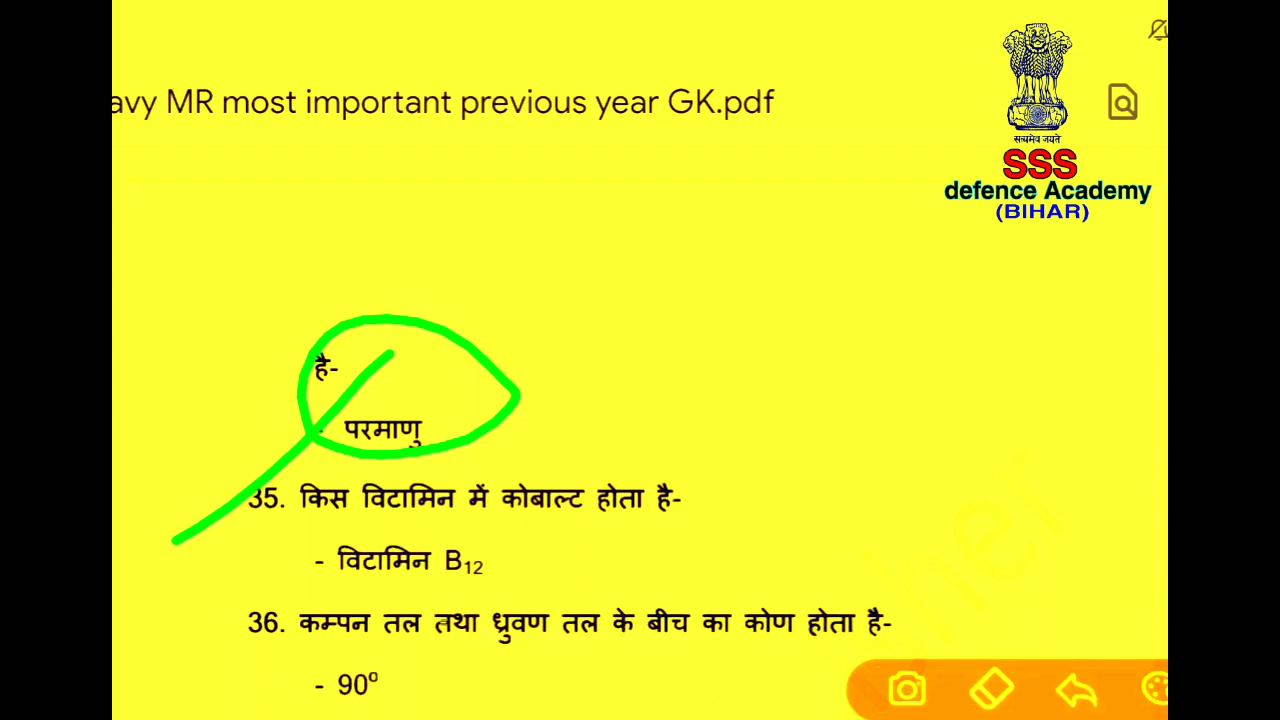 avy MR most important previous year GK.pdf
सत्यमेव जयते
SSS
defence Academy
(BIHAR)
है-
- परमाणु
35. किस विटामिन में कोबाल्ट होता है-
- विटामिन B₁₂
36. कम्पन तल तथा ध्रुवण तल के बीच का कोण होता है-
- 90⁰